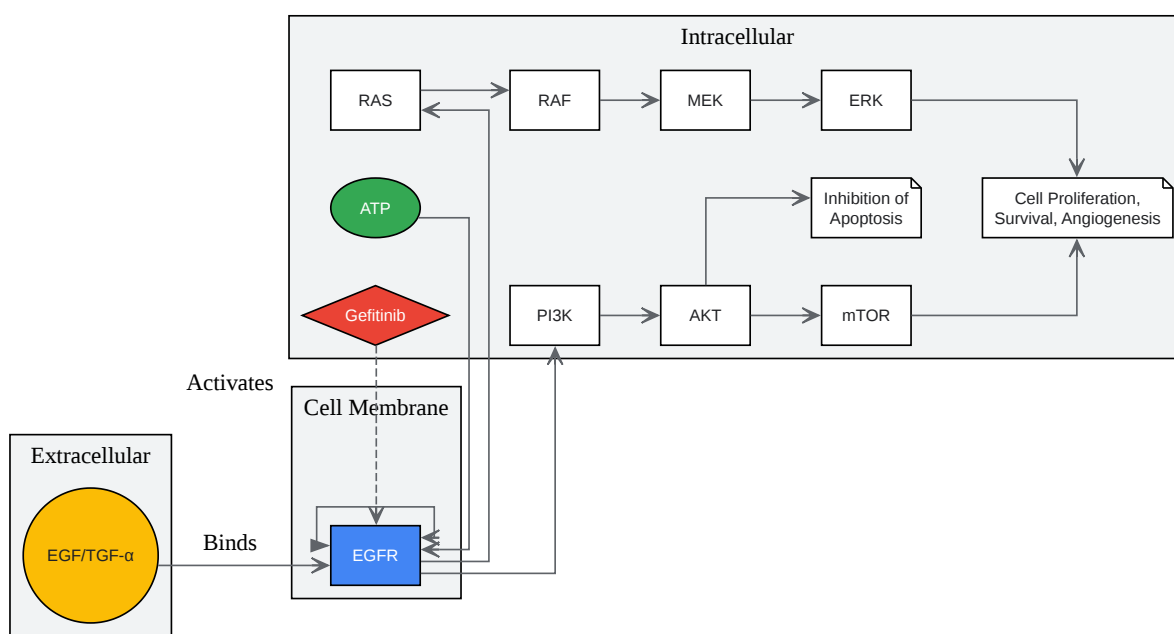 Intracellular
RAS
RAF
MEK
ERK
ATP
Inhibition of
Apoptosis
Cell Proliferation,
Survival, Angiogenesis
Gefitinib
PI3K
AKT
mTOR
Activates
Cell Membrane
Extracellular
EGF/TGF-α
Binds
EGFR